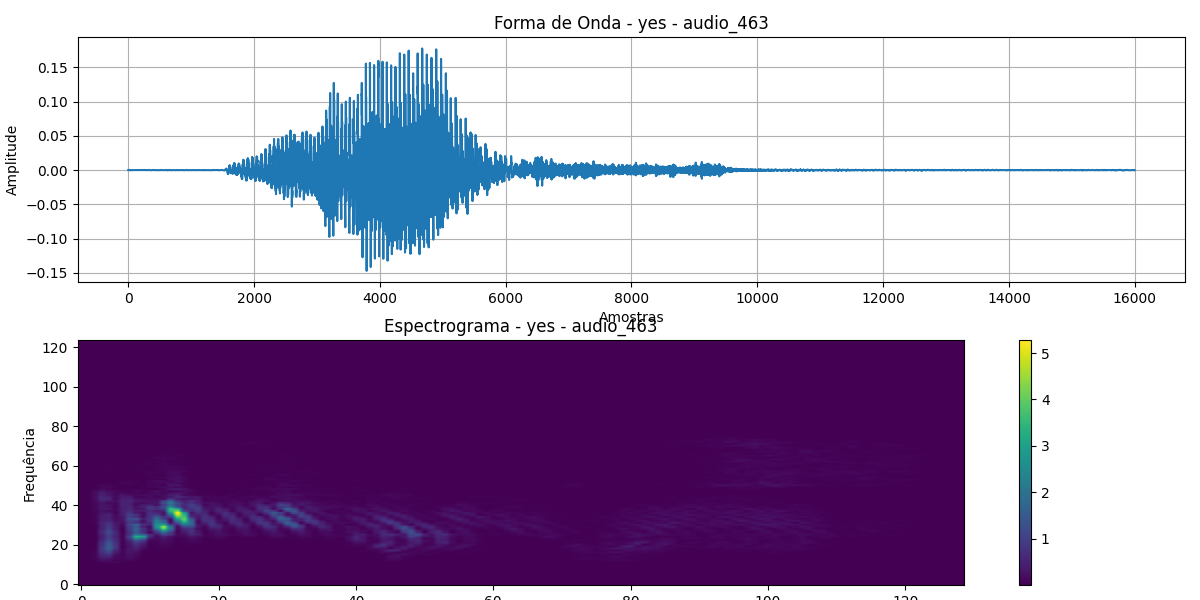 Forma de Onda - yes - audio_463
Amplitude
0.15
0.10
0.05
0.00
−0.05
−0.10
−0.15
0 2000 4000 6000 8000 10000 12000 14000 16000
Amostras
Espectrograma - yes - audio_463
Frequência
120
100
80
60
40
20
0
5
4
3
2
1
0 20 40 60 80 100 120